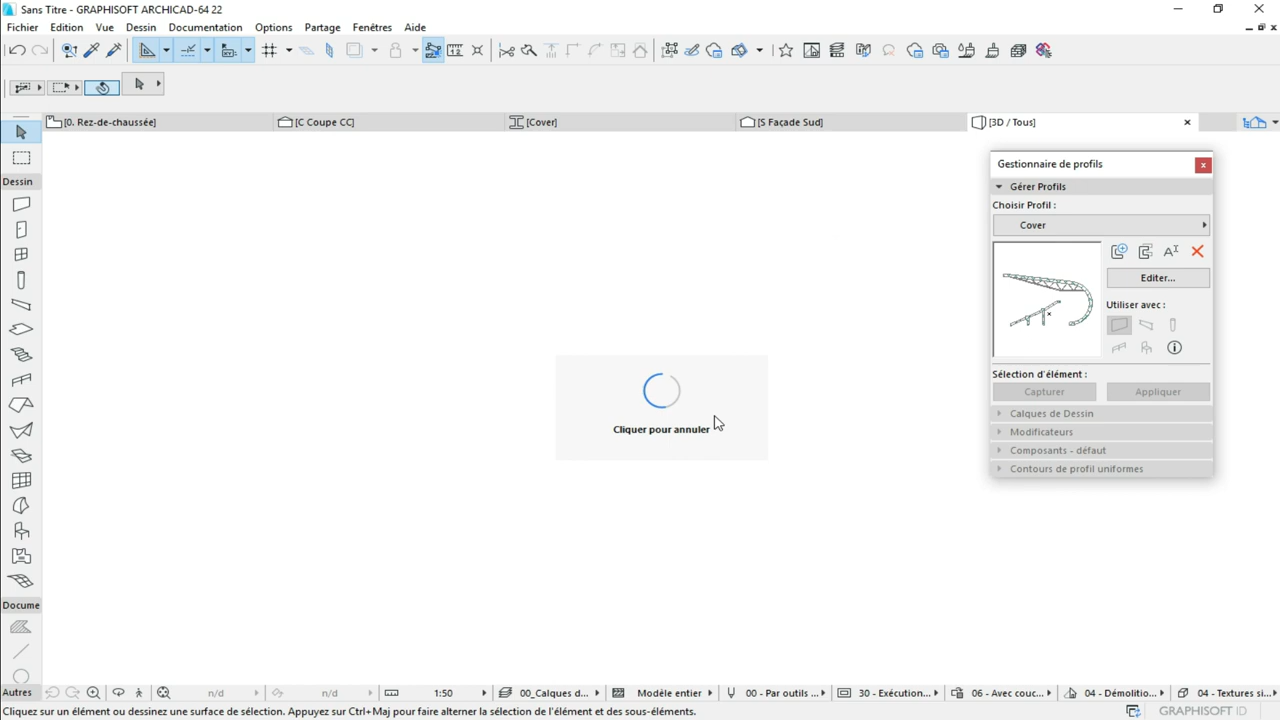 Sans Titre - GRAPHISOFT ARCHICAD-64 22
Fichier Edition Vue Dessin Options Documentation Partage Fenêtres Aide
[0. Rez-de-chaussée] [C Coupe CC] [Cover] [S Façade Sud] [3D / Tous]
Dessin
Gestionnaire de profils
Gérer Profils
Choisir Profil :
Cover
Editer...
Utiliser avec :
Sélection d'élément :
Capturer Appliquer
Calques de Dessin
Modificateurs
Composants - défaut
Contours de profil uniformes
Cliquer pour annuler
Docume
Autres n/d n/d 1:50 00_Calques d... Modèle entier 00 - Par outils ... 30 - Exécution... 06 - Avec couc... 04 - Démolitio... 04 - Textures si...
Cliquez sur un élément ou dessinez une surface de sélection. Appuyez sur Ctrl+Maj pour faire alterner la sélection de l'élément et des sous-éléments. GRAPHISOFT ID